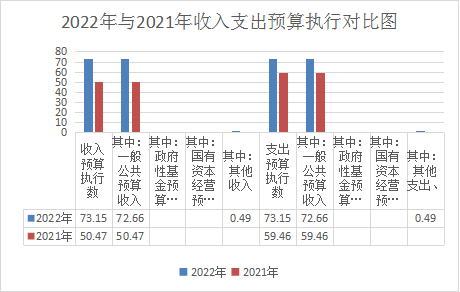 2022年与2021年收入支出预算执行对比图
80
70
60
50
40
30
20
10
0
收入预算执行数
其中:一般公共预算收入
其中:政府性基金预算…
其中:国有资本经营预…
其中:其他收入
支出预算执行数
其中:一般公共预算收入
其中:政府性基金预算…
其中:国有资本经营预…
其中:其他支出、
2022年 73.15 72.66 0.49 73.15 72.66 0.49
2021年 50.47 50.47 59.46 59.46
2022年 2021年